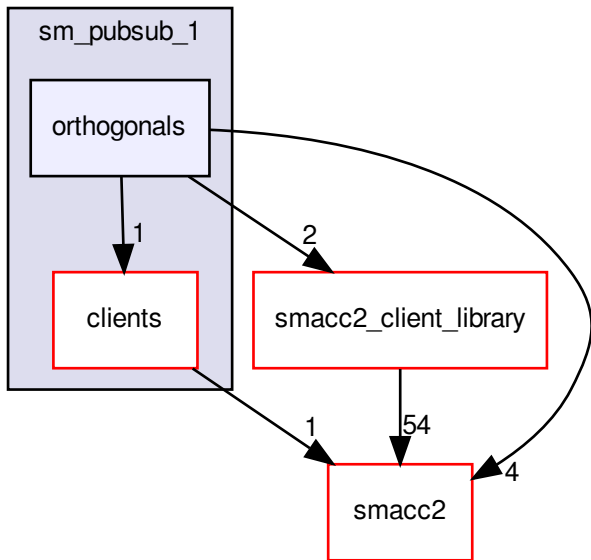 sm_pubsub_1
orthogonals
1
2
clients
smacc2_client_library
1
54
4
smacc2